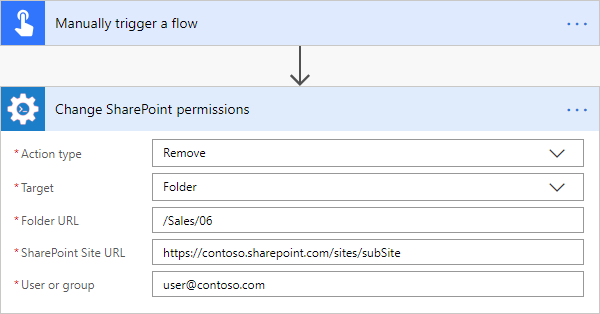 Manually trigger a flow
Change SharePoint permissions
* Action type Remove
* Target Folder
* Folder URL /Sales/06
* SharePoint Site URL https://contoso.sharepoint.com/sites/subSite
* User or group user@contoso.com